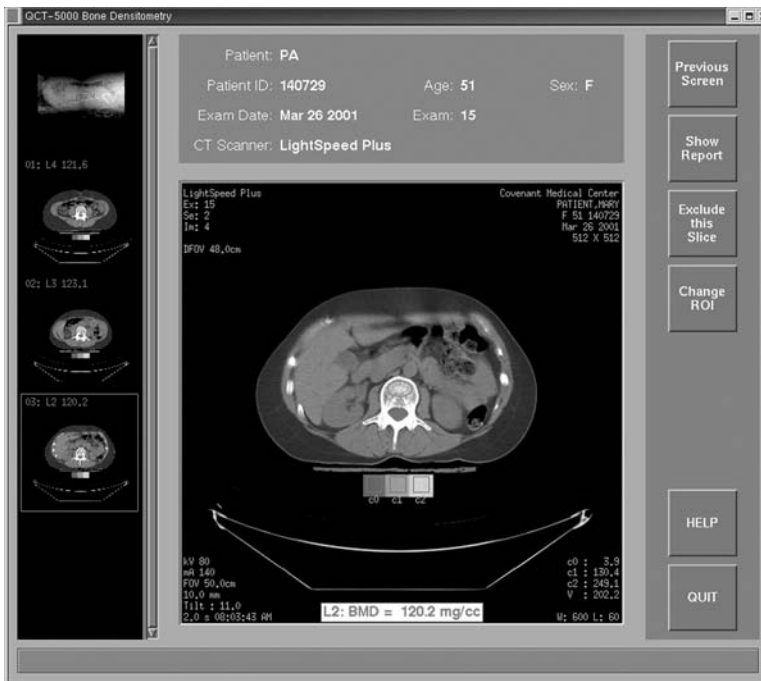 QCT-5000 Bone Densitometry
Patient: PA
Patient ID: 140729 Age: 51 Sex: F
Exam Date: Mar 26 2001 Exam: 15
CT Scanner: LightSpeed Plus
01: L4 121.6
02: L3 123.1
03: L2 120.2
LightSpeed Plus
Ex: 15
Se: 2
Im: 4
DFOV 48.0cm
Covenant Medical Center
PATIENT,MARY
F 51 140729
Mar 26 2001
512 X 512
c0 c1 c2
kV 80
mA 140
FOV 50.0cm
10.0 mm
Tilt : 11.0
2.0 s 08:03:43 AM
L2: BMD = 120.2 mg/cc
c0 : 3.9
c1 : 130.4
c2 : 249.1
V : 202.2
W: 600 L: 60
Previous
Screen
Show
Report
Exclude
this
Slice
Change
ROI
HELP
QUIT